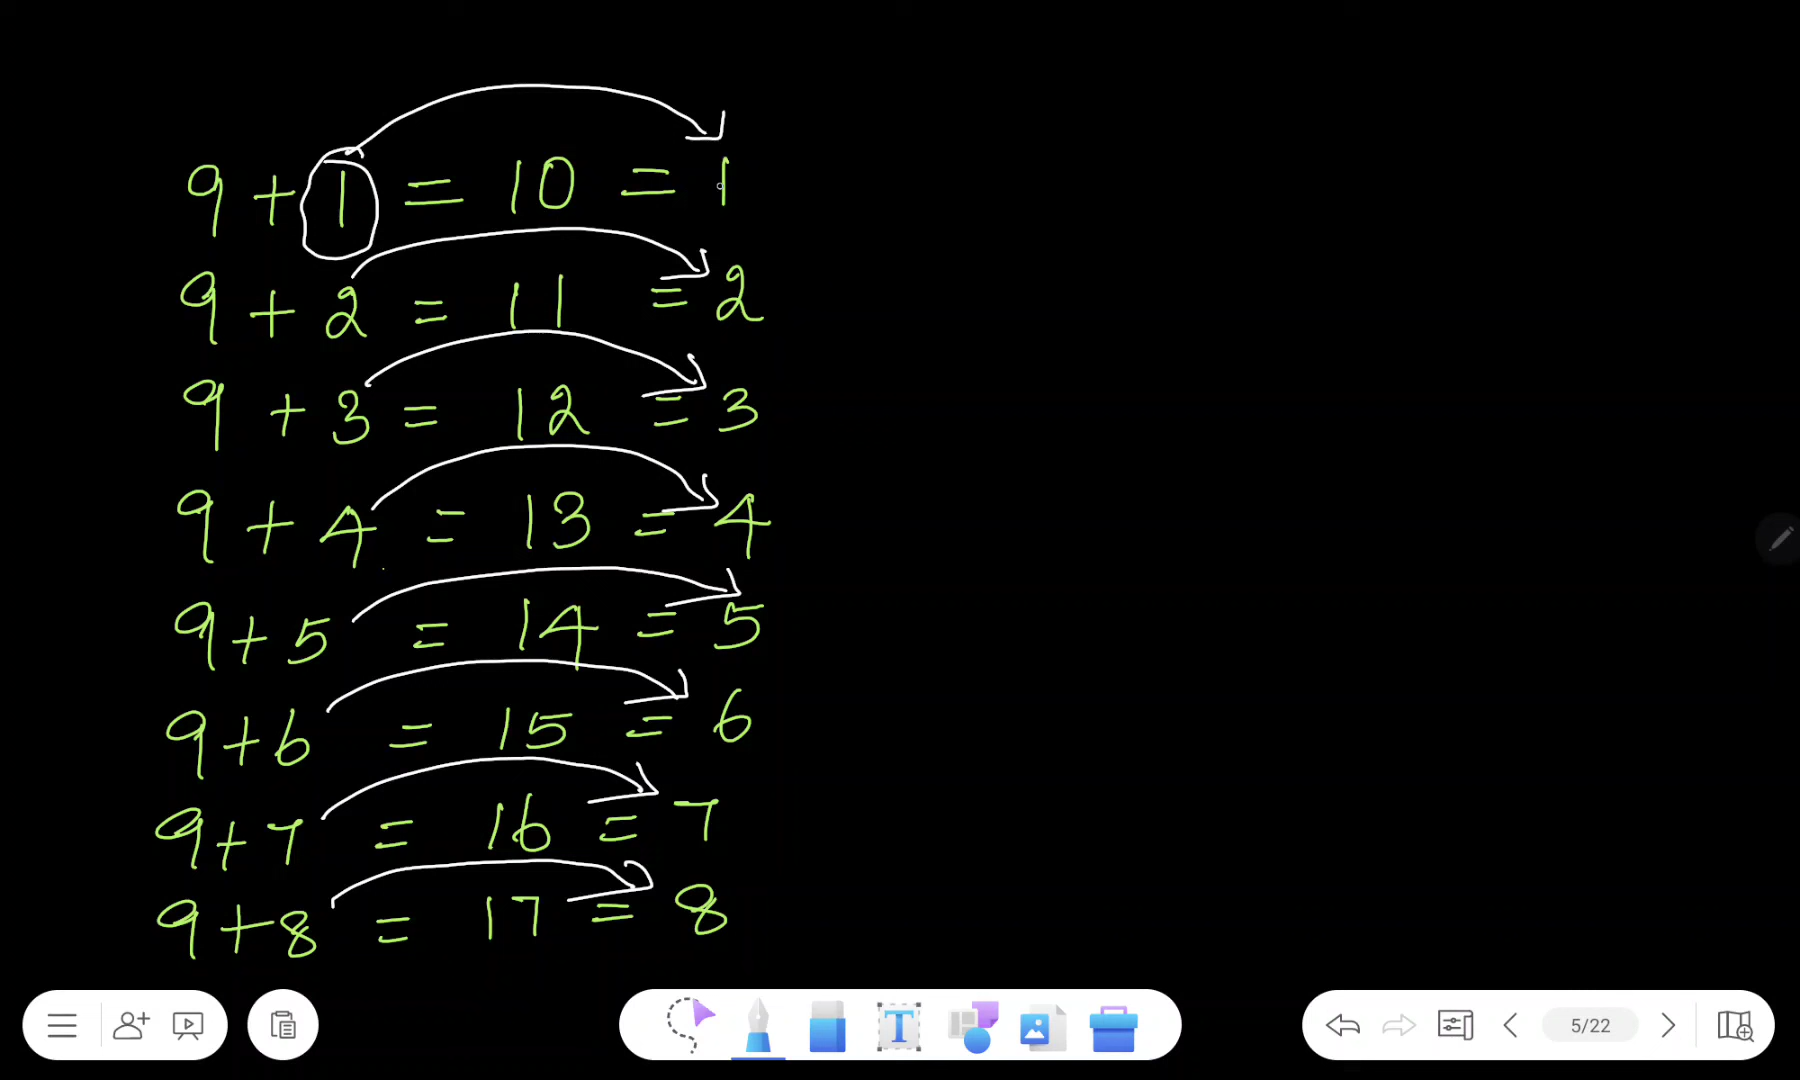 9 + 1 = 10 = 1
9 + 2 = 11 = 2
9 + 3 = 12 = 3
9 + 4 = 13 = 4
9 + 5 = 14 = 5
9 + 6 = 15 = 6
9 + 7 = 16 = 7
9 + 8 = 17 = 8
T
5/22